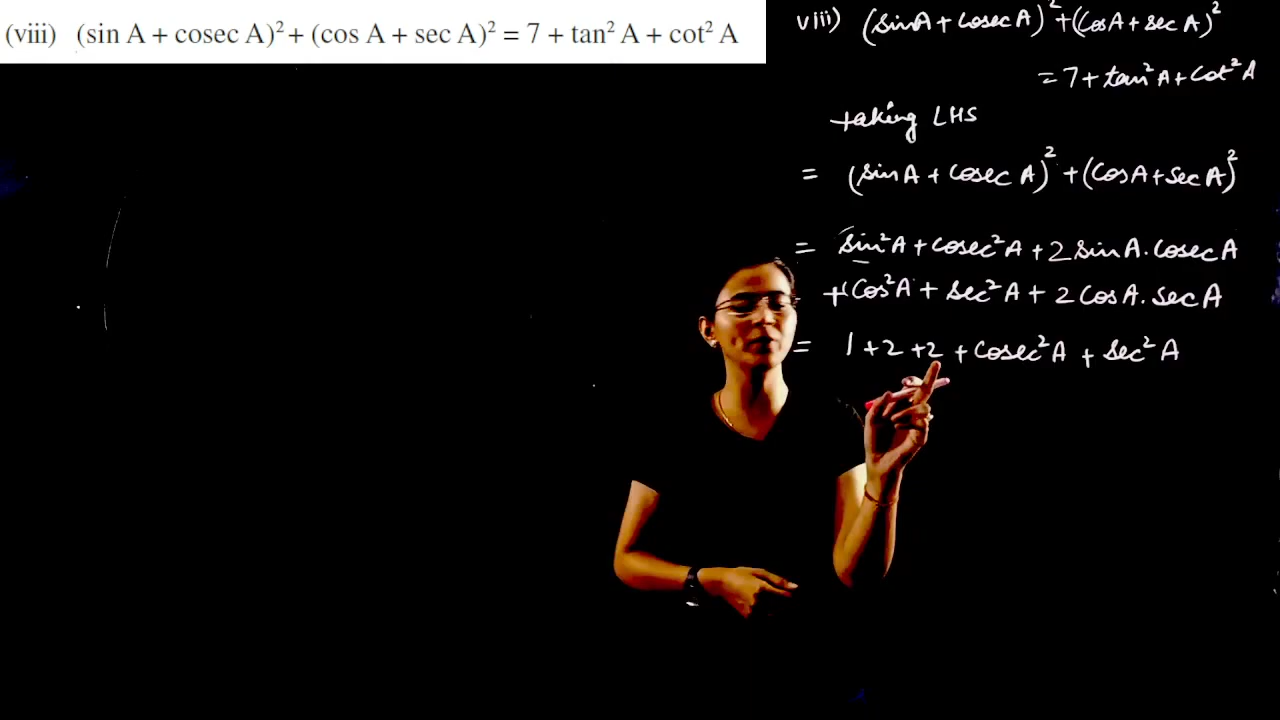 (viii) (sin A + cosec A)² + (cos A + sec A)² = 7 + tan² A + cot² A
viii) (sinA + cosec A)² + (cosA + sec A)²
= 7 + tan²A + cot²A
taking LHS
= (sinA + cosec A)² + (cosA + secA)²
= sin²A + cosec²A + 2 sinA . cosecA
+ cos²A + sec²A + 2 cosA . secA
= 1 + 2 + 2 + cosec²A + sec²A